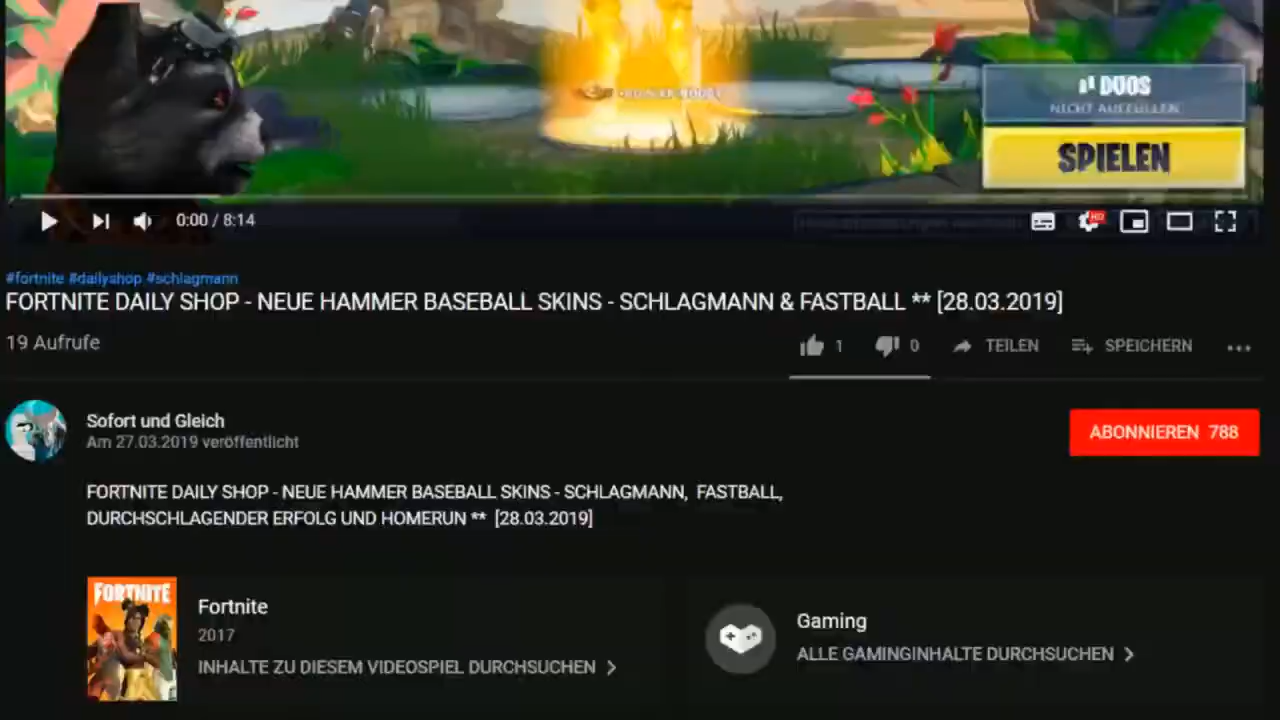 DUOS
NICHT AUFFÜLLEN
SPIELEN
0:00 / 8:14
HD
#fortnite #dailyshop #schlagmann
FORTNITE DAILY SHOP - NEUE HAMMER BASEBALL SKINS - SCHLAGMANN & FASTBALL ** [28.03.2019]
19 Aufrufe
1 0 TEILEN SPEICHERN
Sofort und Gleich
Am 27.03.2019 veröffentlicht
ABONNIEREN 788
FORTNITE DAILY SHOP - NEUE HAMMER BASEBALL SKINS - SCHLAGMANN, FASTBALL,
DURCHSCHLAGENDER ERFOLG UND HOMERUN ** [28.03.2019]
FORTNITE
Fortnite
2017
INHALTE ZU DIESEM VIDEOSPIEL DURCHSUCHEN
Gaming
ALLE GAMINGINHALTE DURCHSUCHEN